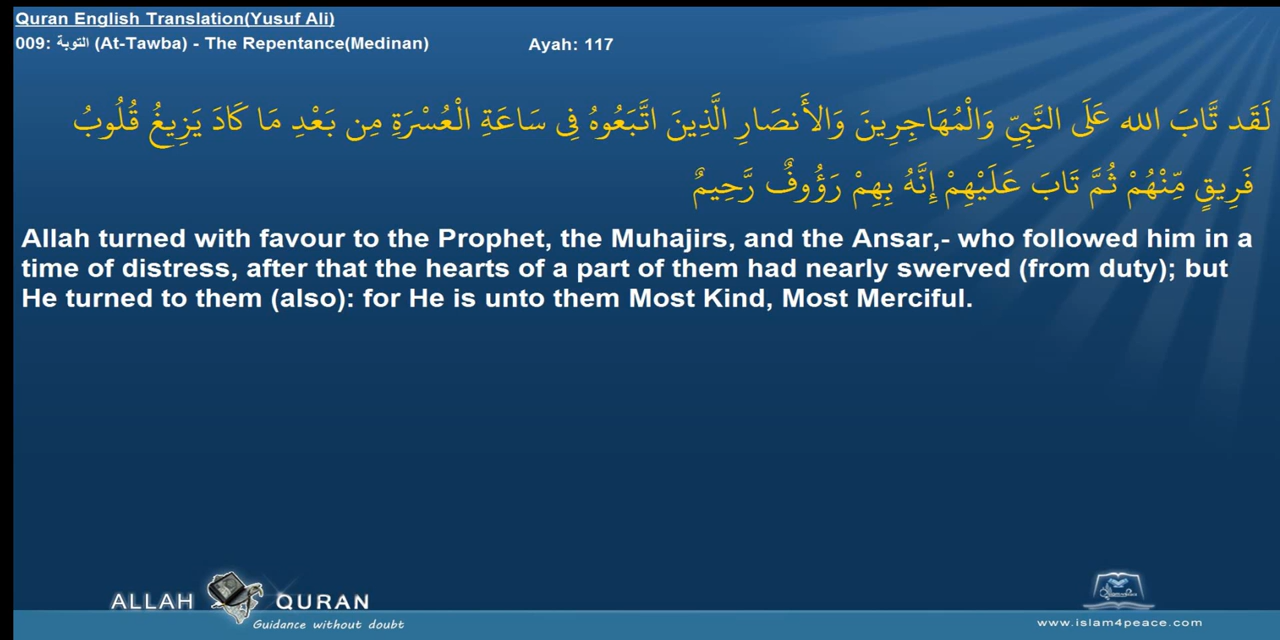 Quran English Translation(Yusuf Ali)
009: التوبة (At-Tawba) - The Repentance(Medinan) Ayah: 117
لَقَد تَّابَ الله عَلَى النَّبِيِّ وَالْمُهَاجِرِينَ وَالأَنصَارِ الَّذِينَ اتَّبَعُوهُ فِي سَاعَةِ الْعُسْرَةِ مِن بَعْدِ مَا كَادَ يَزِيغُ قُلُوبُ
فَرِيقٍ مِّنْهُمْ ثُمَّ تَابَ عَلَيْهِمْ إِنَّهُ بِهِمْ رَؤُوفٌ رَّحِيمٌ
Allah turned with favour to the Prophet, the Muhajirs, and the Ansar,- who followed him in a
time of distress, after that the hearts of a part of them had nearly swerved (from duty); but
He turned to them (also): for He is unto them Most Kind, Most Merciful.
ALLAH QURAN
Guidance without doubt
www.islam4peace.com